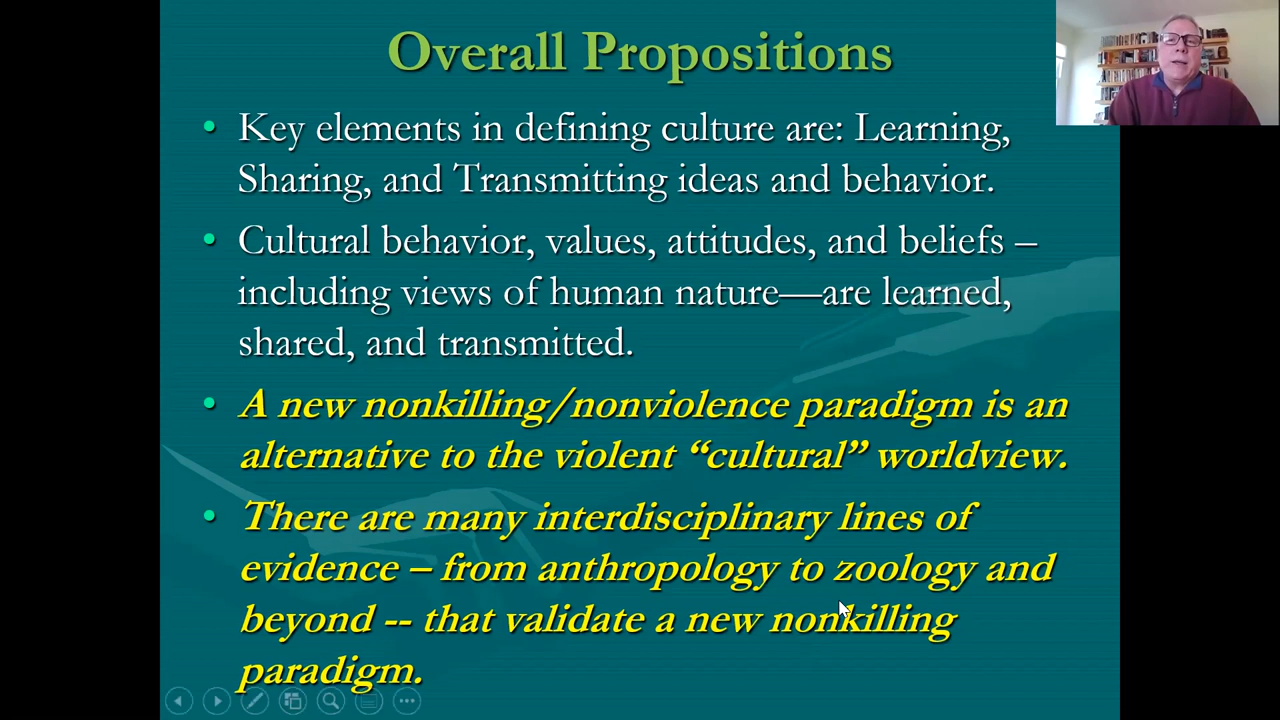 Overall Propositions
• Key elements in defining culture are: Learning,
Sharing, and Transmitting ideas and behavior.
• Cultural behavior, values, attitudes, and beliefs –
including views of human nature—are learned,
shared, and transmitted.
• A new nonkilling/nonviolence paradigm is an
alternative to the violent “cultural” worldview.
• There are many interdisciplinary lines of
evidence – from anthropology to zoology and
beyond -- that validate a new nonkilling
paradigm.